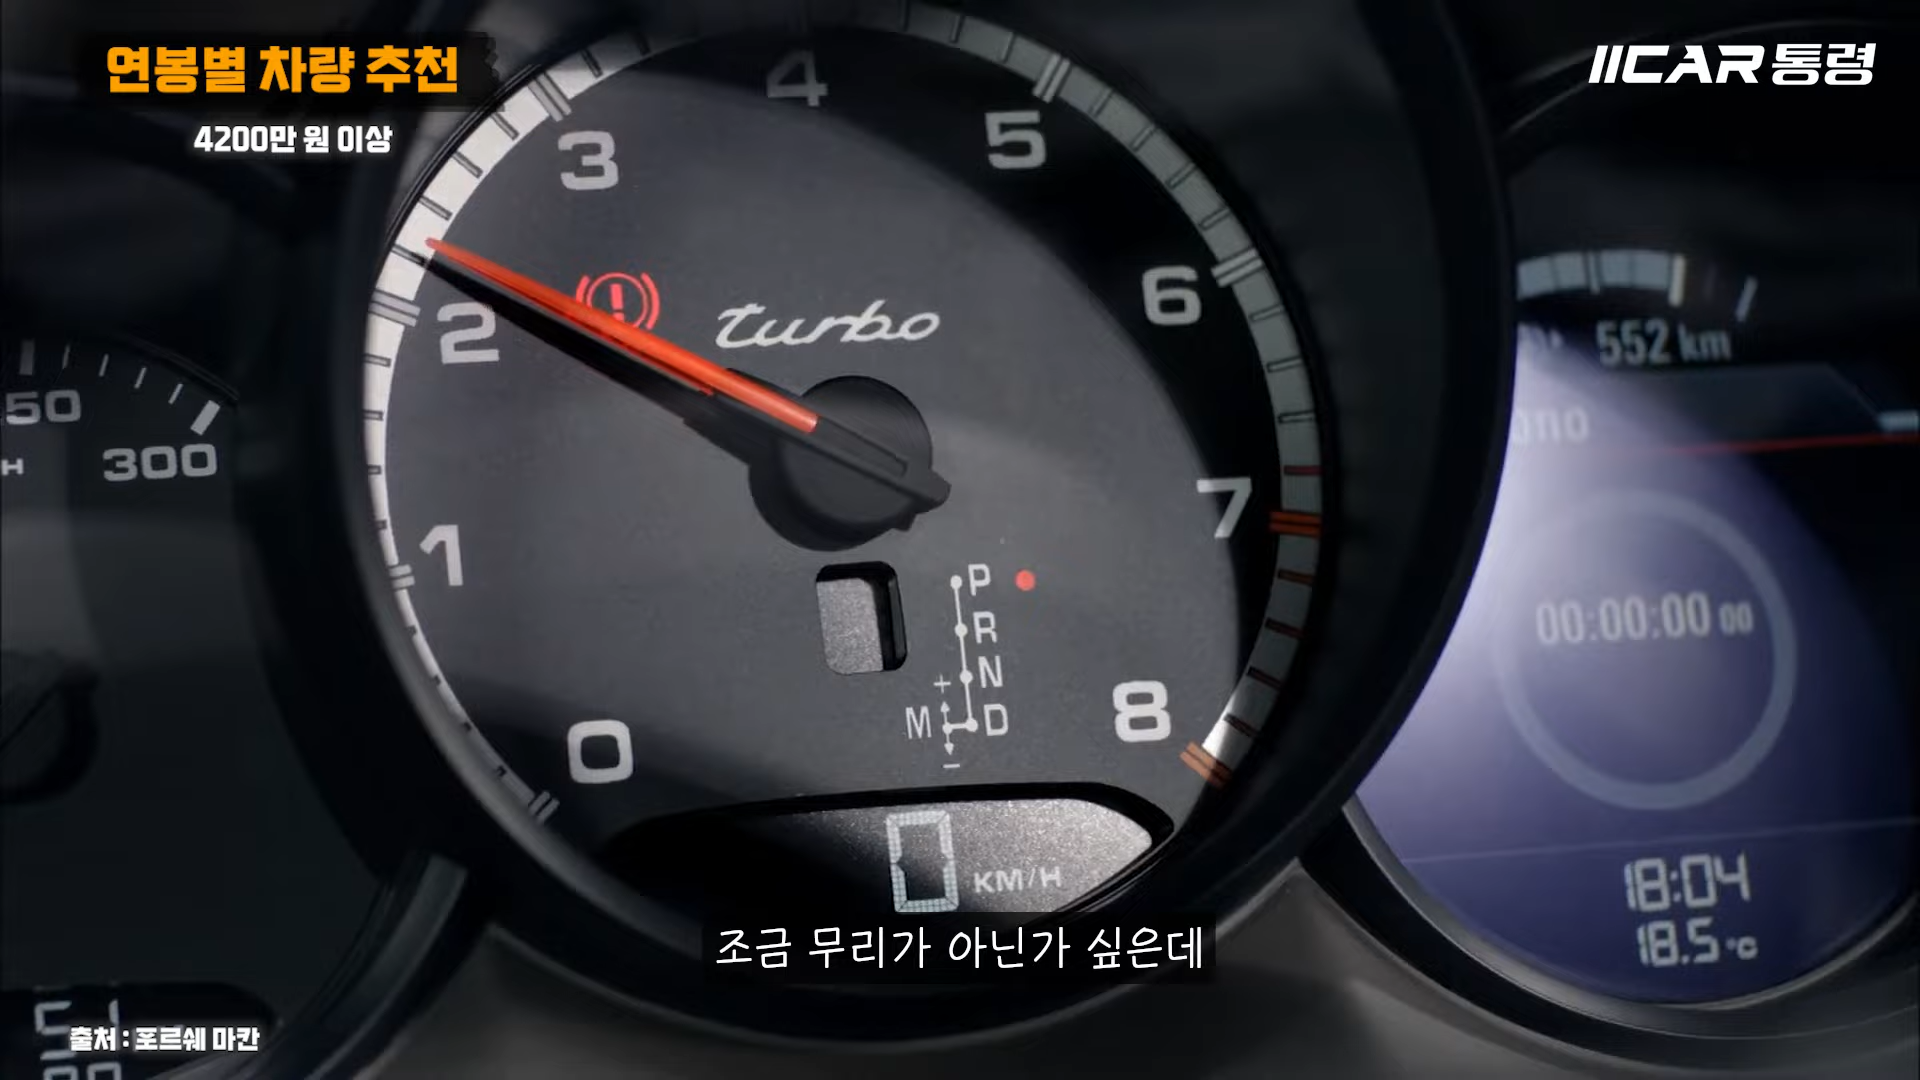 연봉별 차량 추천
4200만 원 이상
CAR통령
4
3
5
2
6
turbo
552 km
50
300
H
1
7
P
R
N
+
M D
-
00:00:00 00
0
8
0 KM/H
18:04
18.5 °C
조금 무리가 아닌가 싶은데
출처 : 포르쉐 마칸